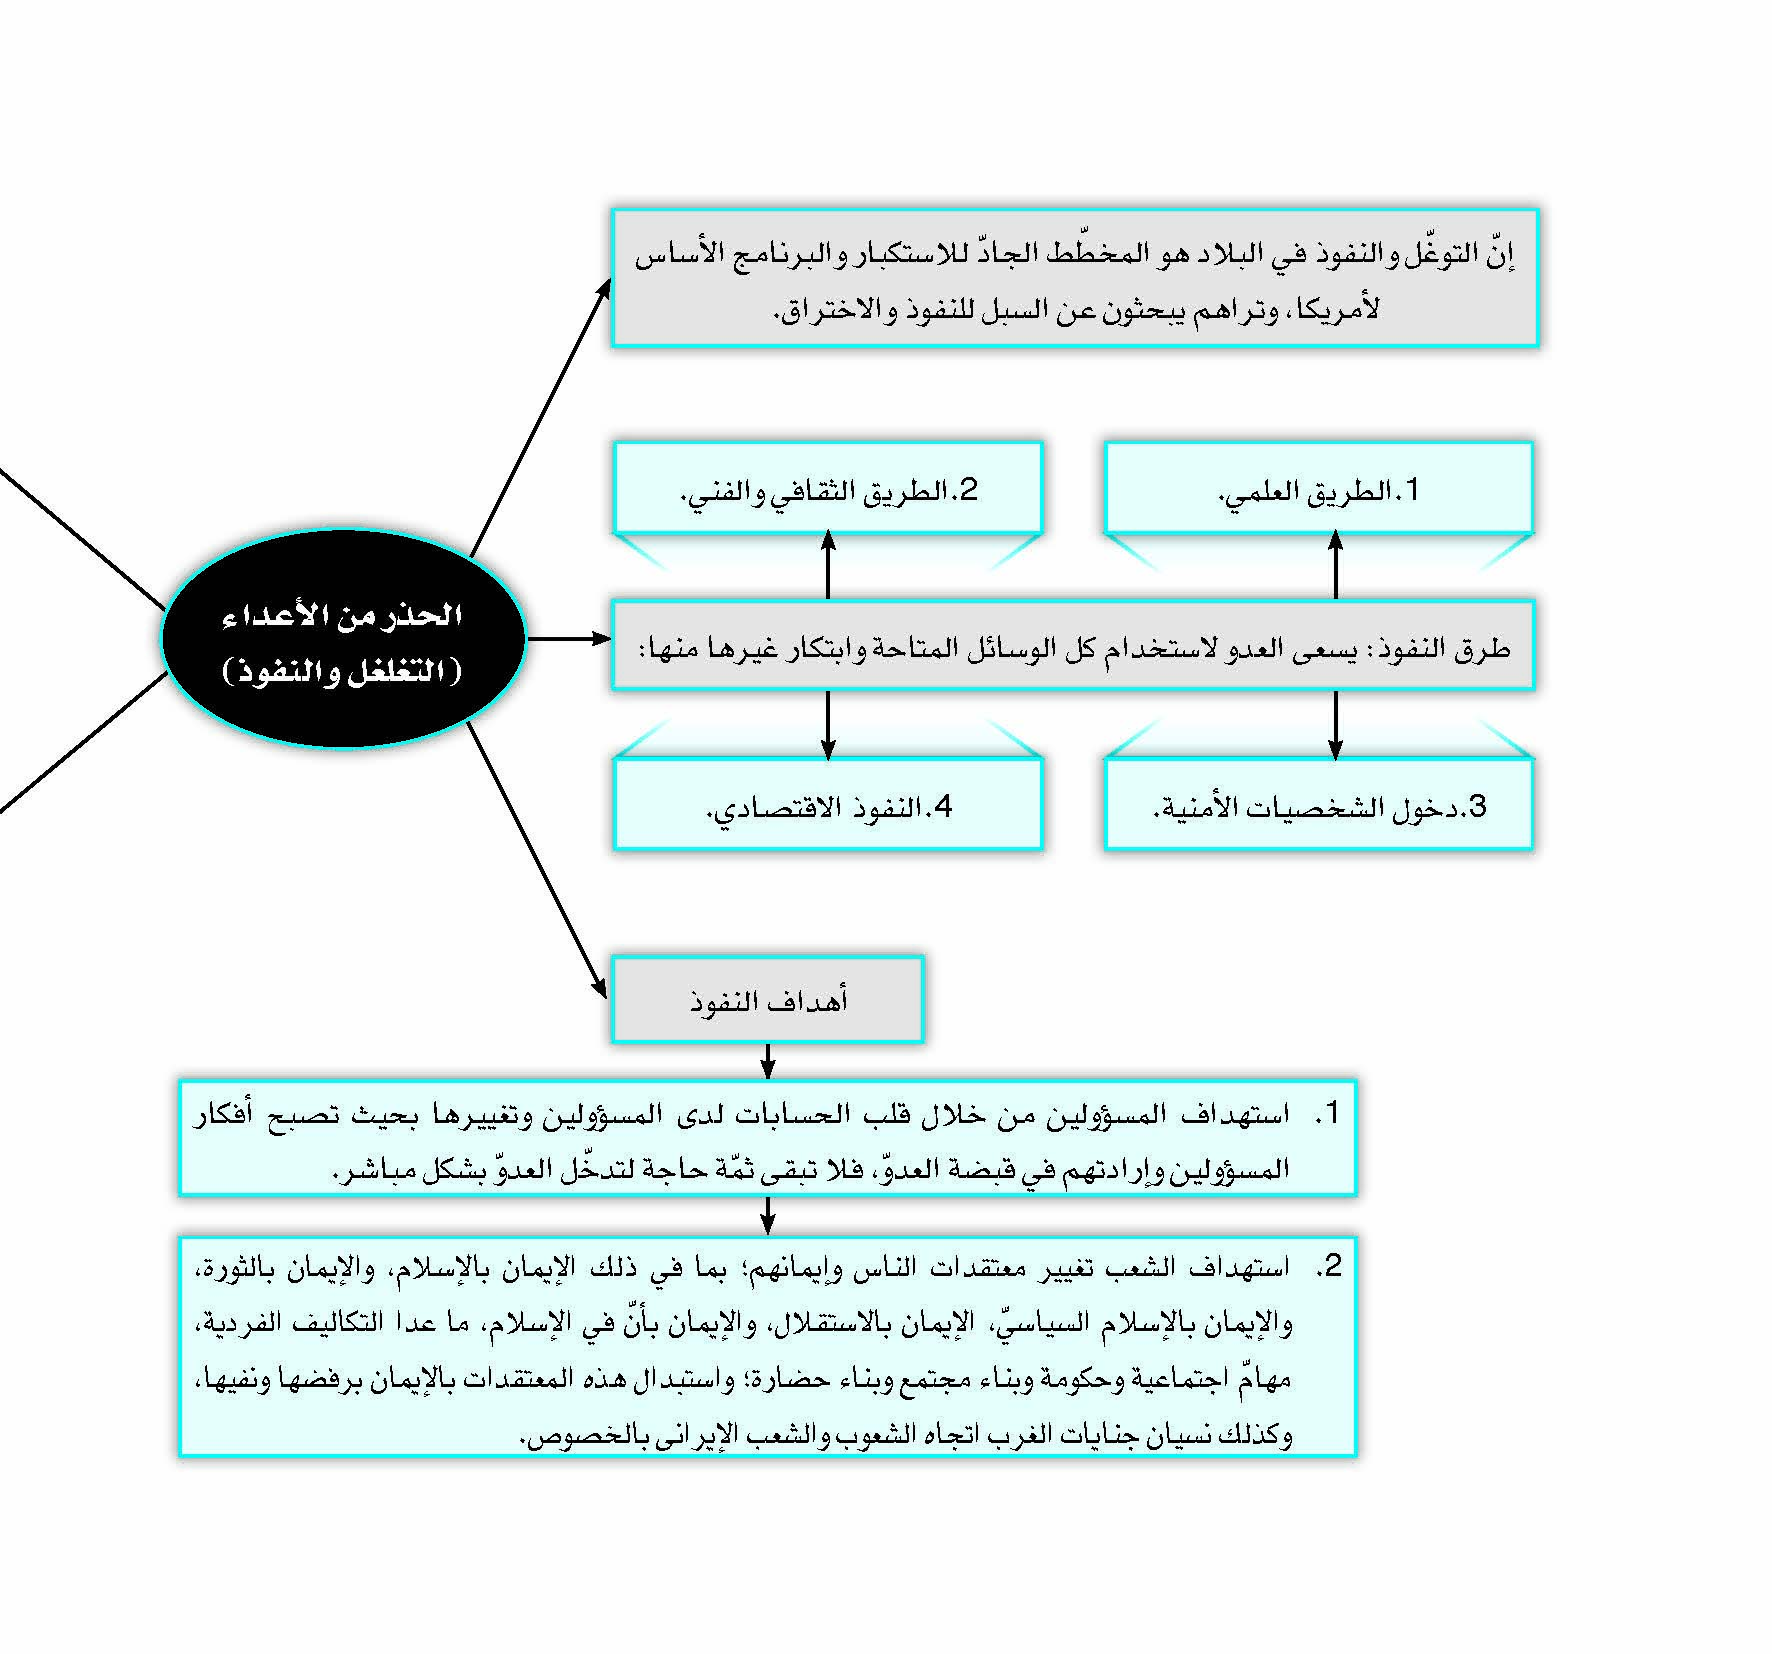 إنّ التوغّل والنفوذ في البلاد هو المخطّط الجادّ للاستكبار والبرنامج الأساس
لأمريكا، وتراهم يبحثون عن السبل للنفوذ والاختراق.
1.الطريق العلمي.
2.الطريق الثقافي والفني.
الحذر من الأعداء
(التغلغل والنفوذ)
طرق النفوذ: يسعى العدو لاستخدام كل الوسائل المتاحة وابتكار غيرها منها:
3.دخول الشخصيات الأمنية.
4.النفوذ الاقتصادي.
أهداف النفوذ
1. استهداف المسؤولين من خلال قلب الحسابات لدى المسؤولين وتغييرها بحيث تصبح أفكار
المسؤولين وإرادتهم في قبضة العدوّ، فلا تبقى ثمّة حاجة لتدخّل العدوّ بشكل مباشر.
2. استهداف الشعب تغيير معتقدات الناس وإيمانهم؛ بما في ذلك الإيمان بالإسلام، والإيمان بالثورة،
والإيمان بالإسلام السياسيّ، الإيمان بالاستقلال، والإيمان بأنّ في الإسلام، ما عدا التكاليف الفردية،
مهامّ اجتماعية وحكومة وبناء مجتمع وبناء حضارة؛ واستبدال هذه المعتقدات بالإيمان برفضها ونفيها،
وكذلك نسيان جنايات الغرب اتجاه الشعوب والشعب الإيرانى بالخصوص.